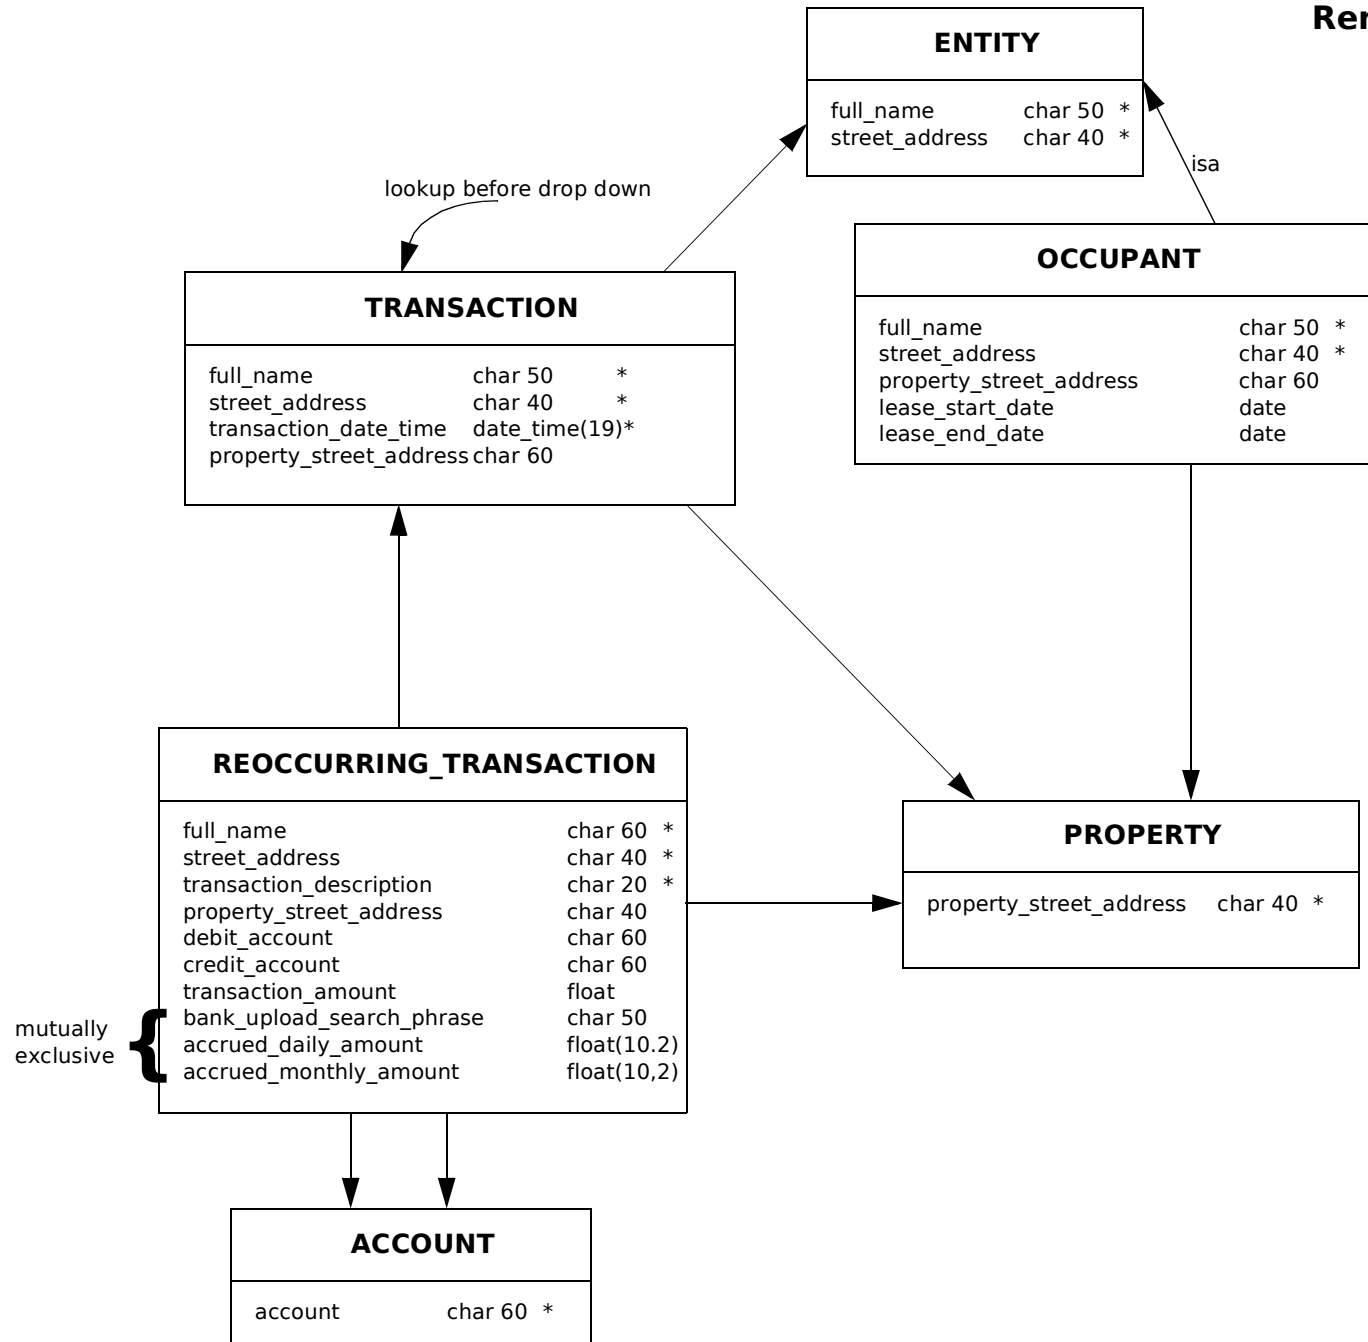 Ren
ENTITY
full_name char 50 *
street_address char 40 *
isa
lookup before drop down
OCCUPANT
full_name char 50 *
street_address char 40 *
property_street_address char 60
lease_start_date date
lease_end_date date
TRANSACTION
full_name char 50 *
street_address char 40 *
transaction_date_time date_time(19)*
property_street_address char 60
REOCCURRING_TRANSACTION
full_name char 60 *
street_address char 40 *
transaction_description char 20 *
property_street_address char 40
debit_account char 60
credit_account char 60
transaction_amount float
bank_upload_search_phrase char 50
accrued_daily_amount float(10.2)
accrued_monthly_amount float(10,2)
mutually
exclusive
{
PROPERTY
property_street_address char 40 *
ACCOUNT
account char 60 *